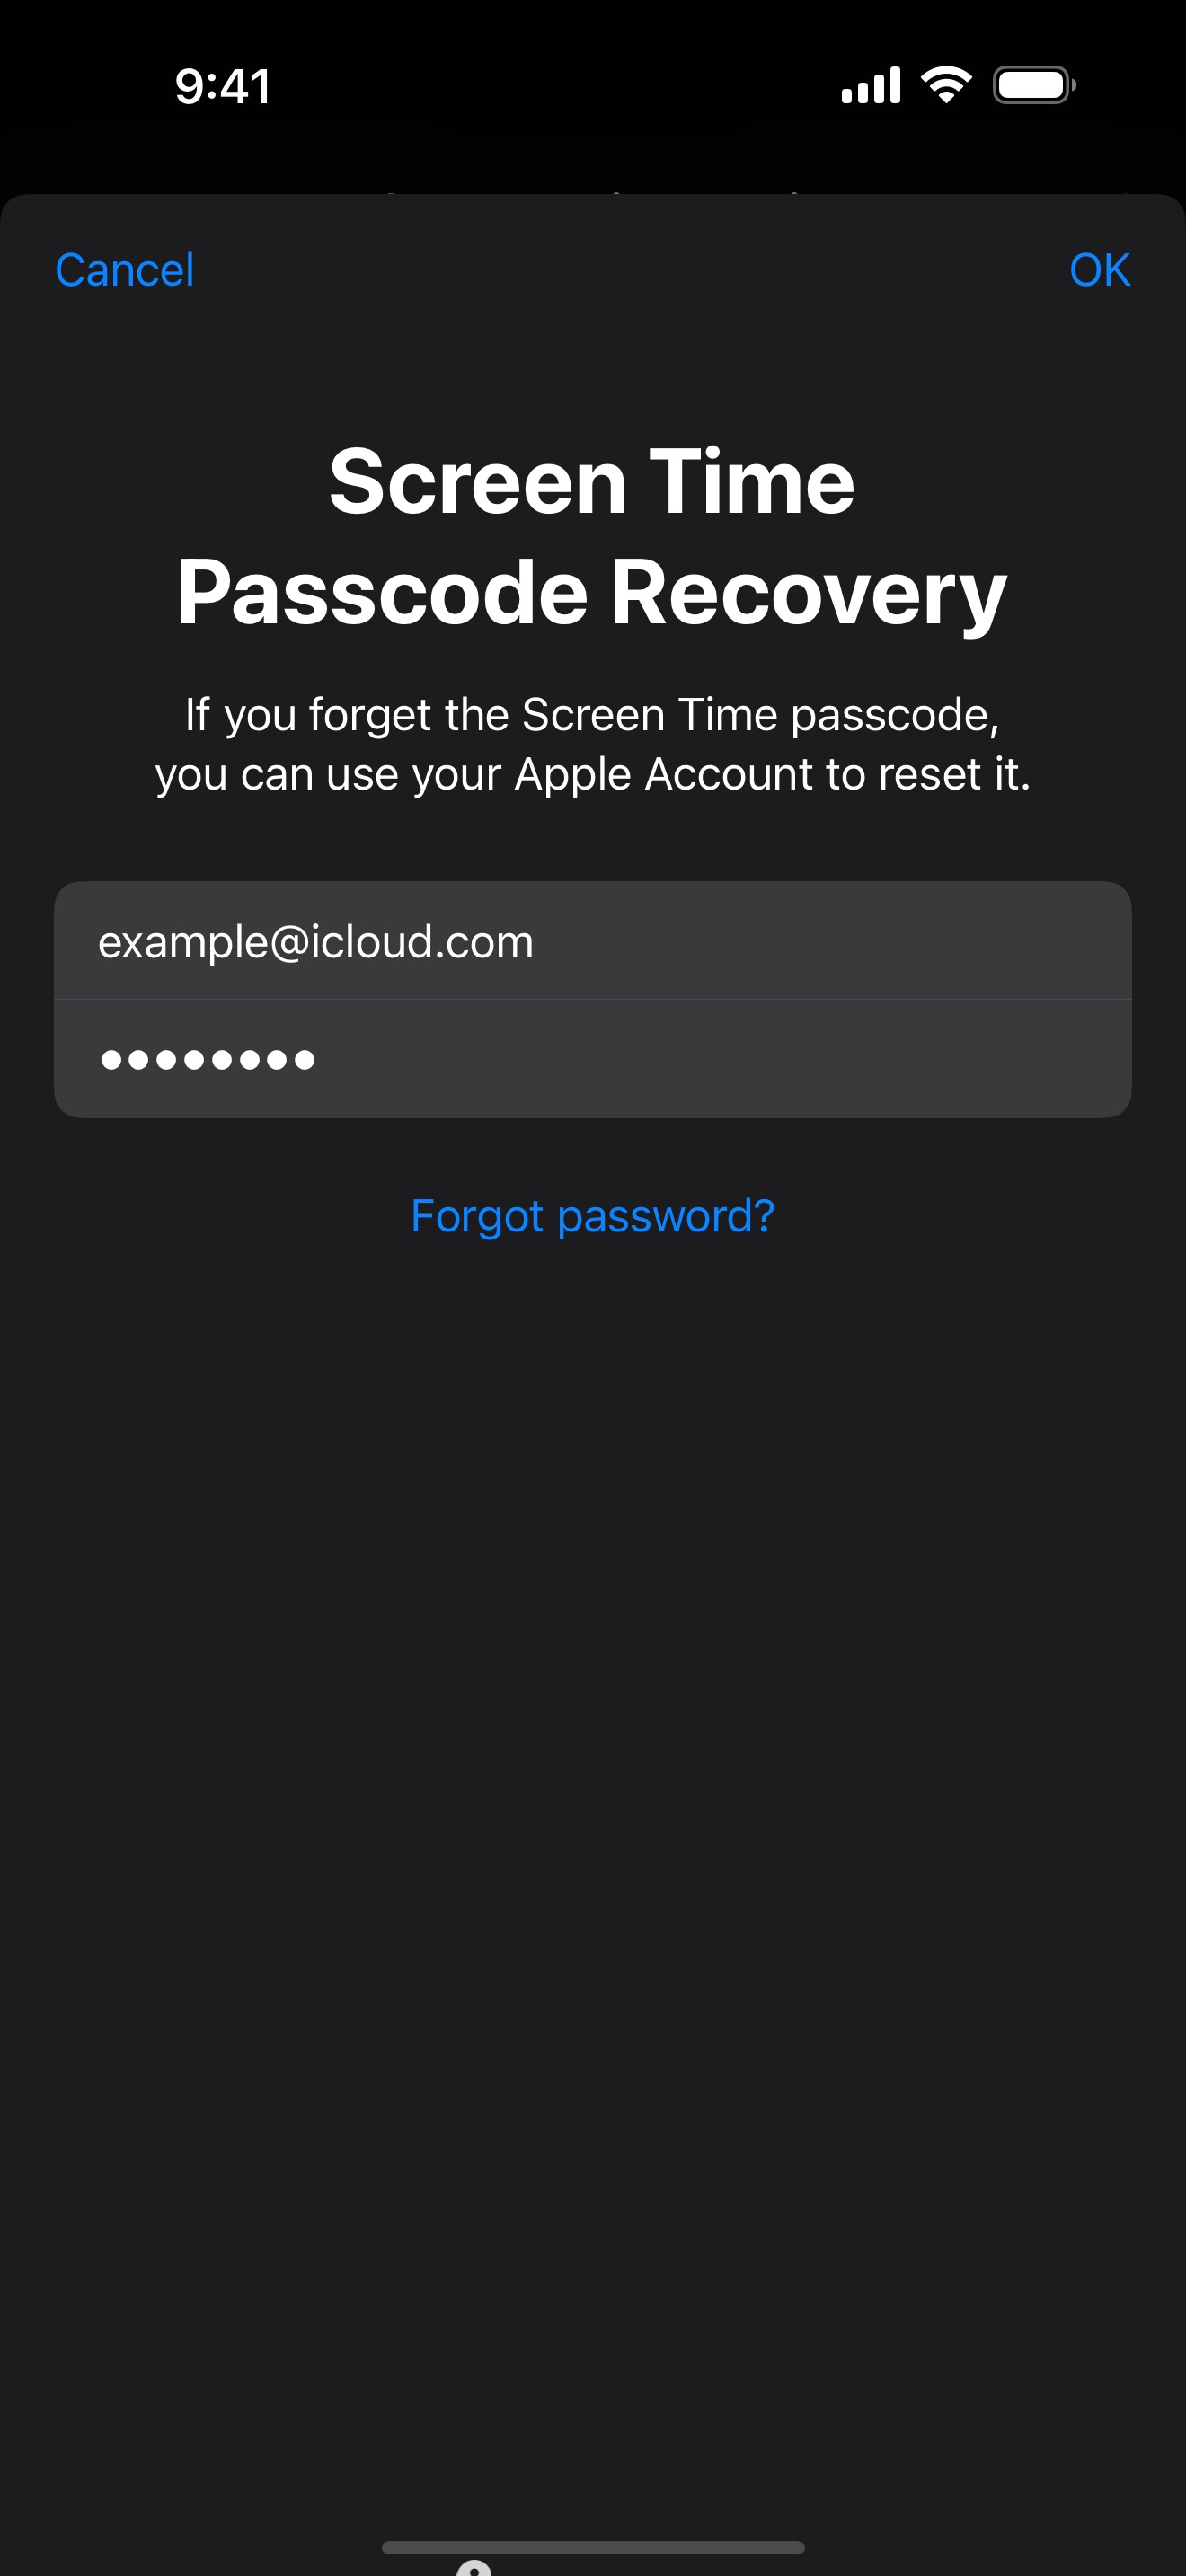 9:41
Cancel
OK
Screen Time
Passcode Recovery
If you forget the Screen Time passcode,
you can use your Apple Account to reset it.
example@icloud.com
••••••••
Forgot password?